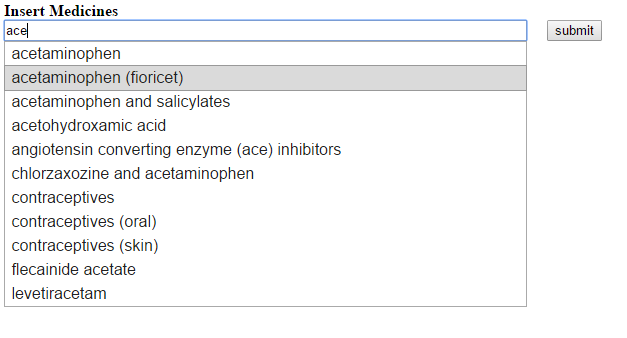 Insert Medicines
ace submit
acetaminophen
acetaminophen (fioricet)
acetaminophen and salicylates
acetohydroxamic acid
angiotensin converting enzyme (ace) inhibitors
chlorzaxozine and acetaminophen
contraceptives
contraceptives (oral)
contraceptives (skin)
flecainide acetate
levetiracetam